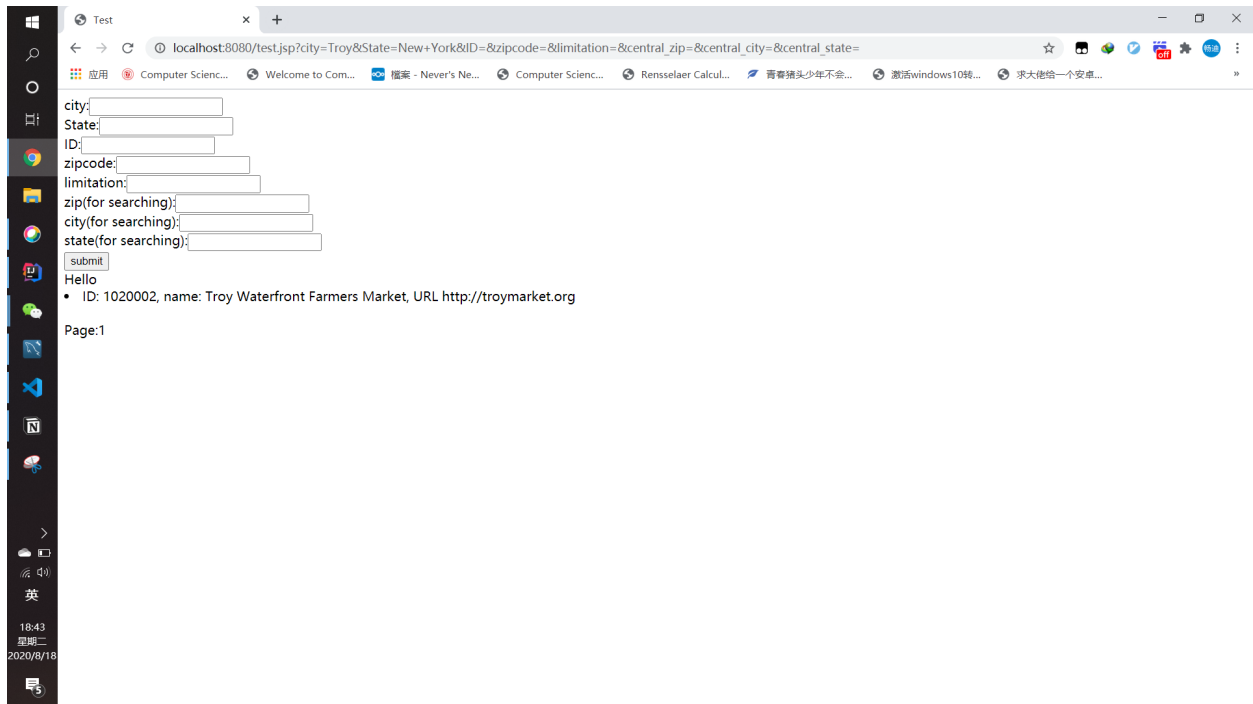 Test
localhost:8080/test.jsp?city=Troy&State=New+York&ID=&zipcode=&limitation=&central_zip=&central_city=&central_state=
off
畅迪
应用
Computer Scienc...
Welcome to Com...
檔案 - Never's Ne...
Computer Scienc...
Rensselaer Calcul...
青春猪头少年不会...
激活windows10转...
求大佬给一个安卓...
»
city:
State:
ID:
zipcode:
limitation:
zip(for searching):
city(for searching):
state(for searching):
submit
Hello
• ID: 1020002, name: Troy Waterfront Farmers Market, URL http://troymarket.org
Page:1
英
18:43
星期二
2020/8/18
5